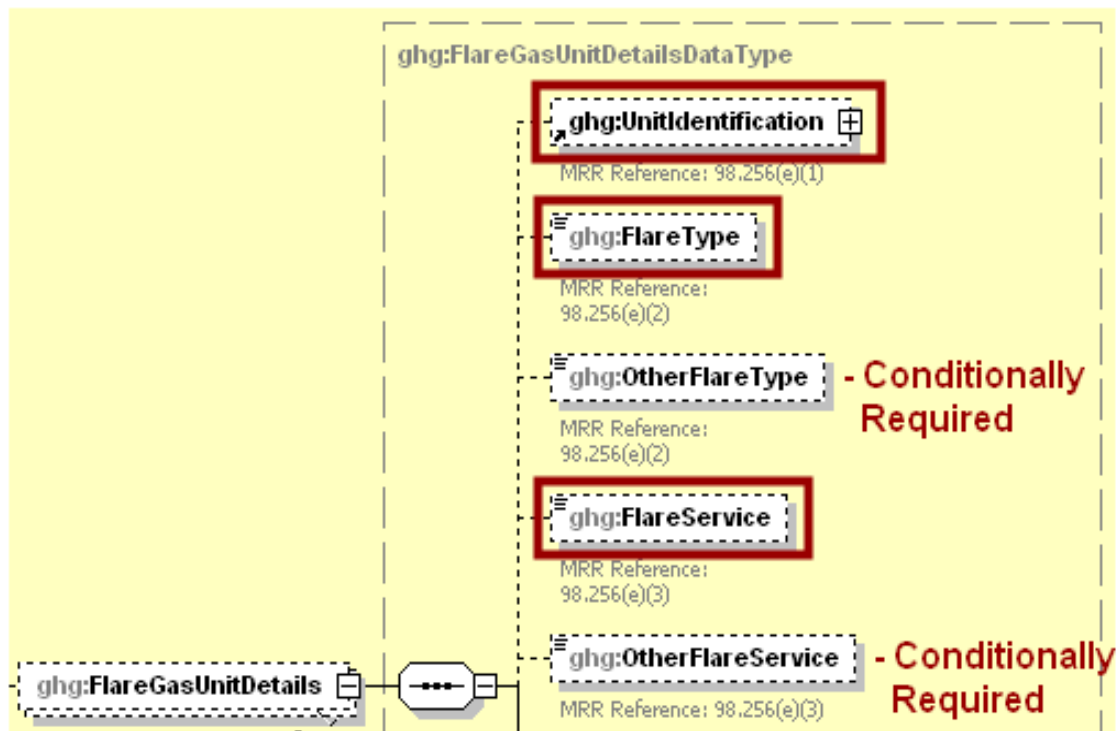 ghg:FlareGasUnitDetailsDataType
ghg:UnitIdentification
MRR Reference: 98.256(e)(1)
ghg:FlareType
MRR Reference:
98.256(e)(2)
ghg:OtherFlareType
- Conditionally
Required
MRR Reference:
98.256(e)(2)
ghg:FlareService
MRR Reference:
98.256(e)(3)
ghg:OtherFlareService
- Conditionally
Required
MRR Reference: 98.256(e)(3)
ghg:FlareGasUnitDetails